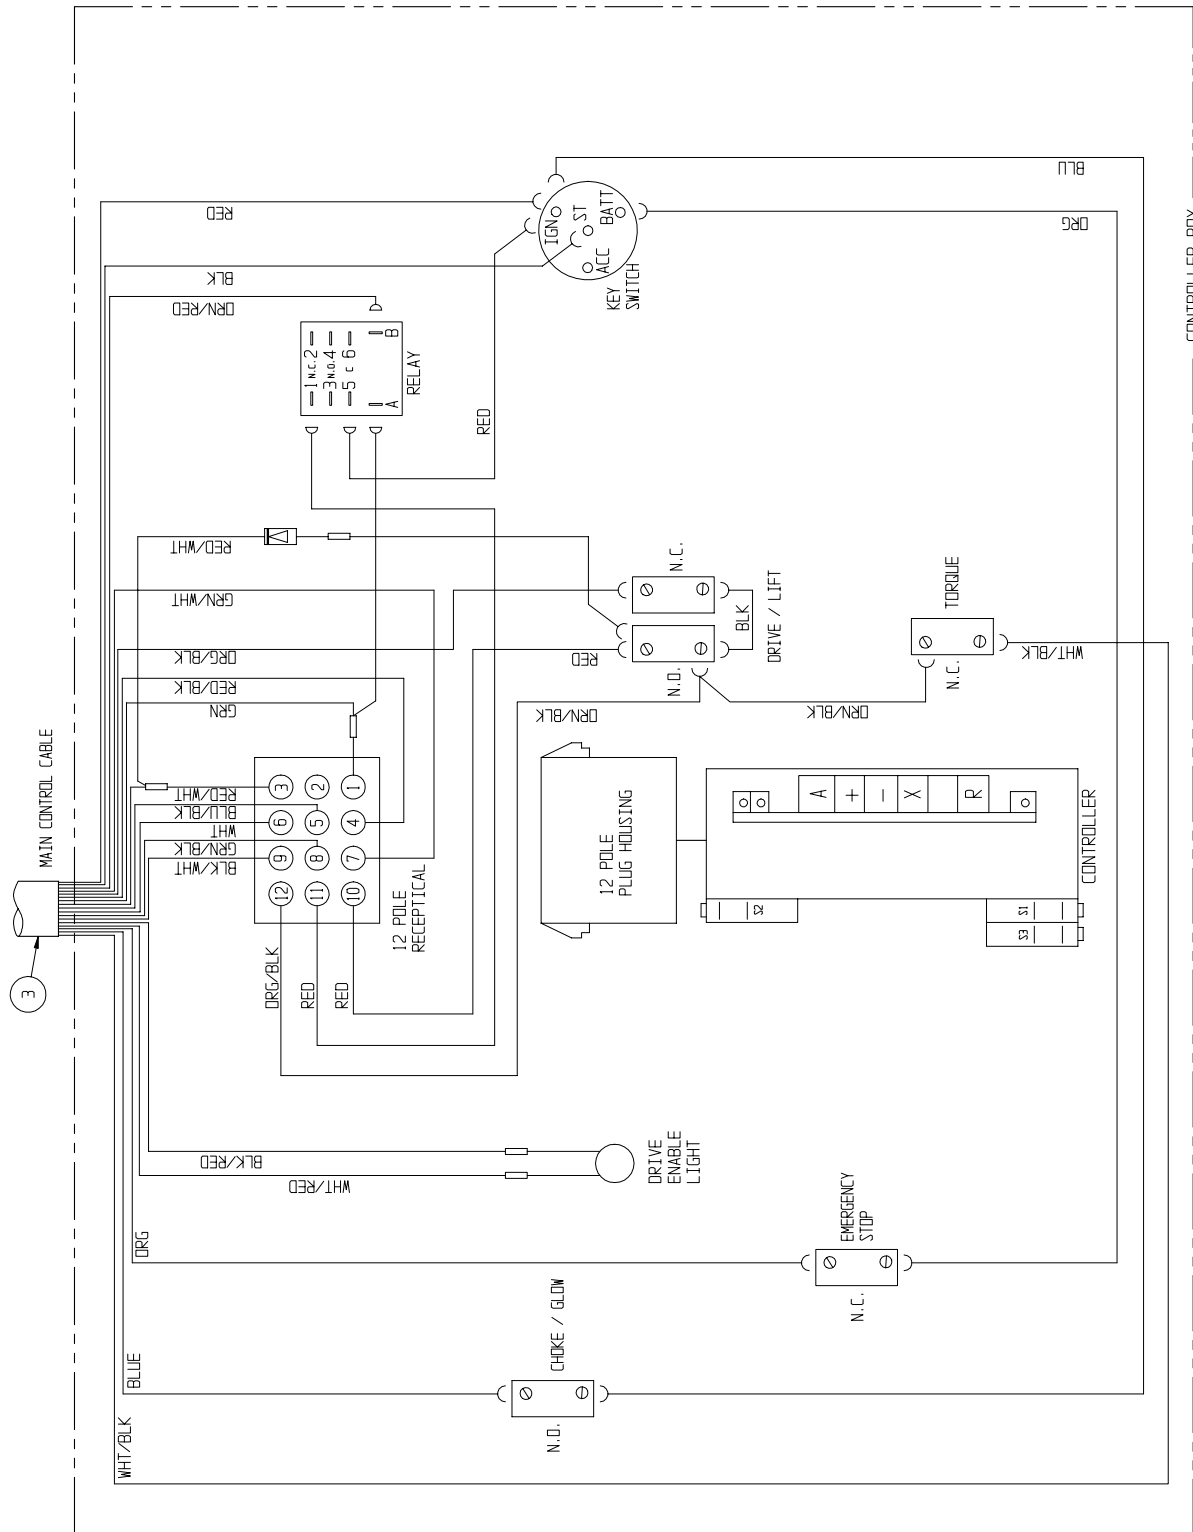 MAIN CONTROL CABLE
3
RED
BLK
ORN/RED
RED/WHT
GRN/WHT
ORG/BLK
RED/BLK
GRN
RED/WHT
BLU/BLK
WHT
GRN/BLK
BLK/WHT
3
2
1
6
5
4
9
8
7
12
11
10
12 POLE
RECEPTICAL
ORG/BLK
RED
RED
1 N.C. 2
3 N.O. 4
5 C 6
A
B
RELAY
RED
IGN
ST
BATT
ACC
KEY
SWITCH
BLU
ORG
RED
N.C.
N.O.
BLK
DRIVE / LIFT
ORN/BLK
ORN/BLK
TORQUE
N.C.
WHT/BLK
12 POLE
PLUG HOUSING
A
+
-
X
R
S2
S1
S3
CONTROLLER
BLK/RED
WHT/RED
DRIVE
ENABLE
LIGHT
ORG
EMERGENCY
STOP
N.C.
BLUE
CHOKE / GLOW
N.O.
WHT/BLK
CONTROLLER BOX